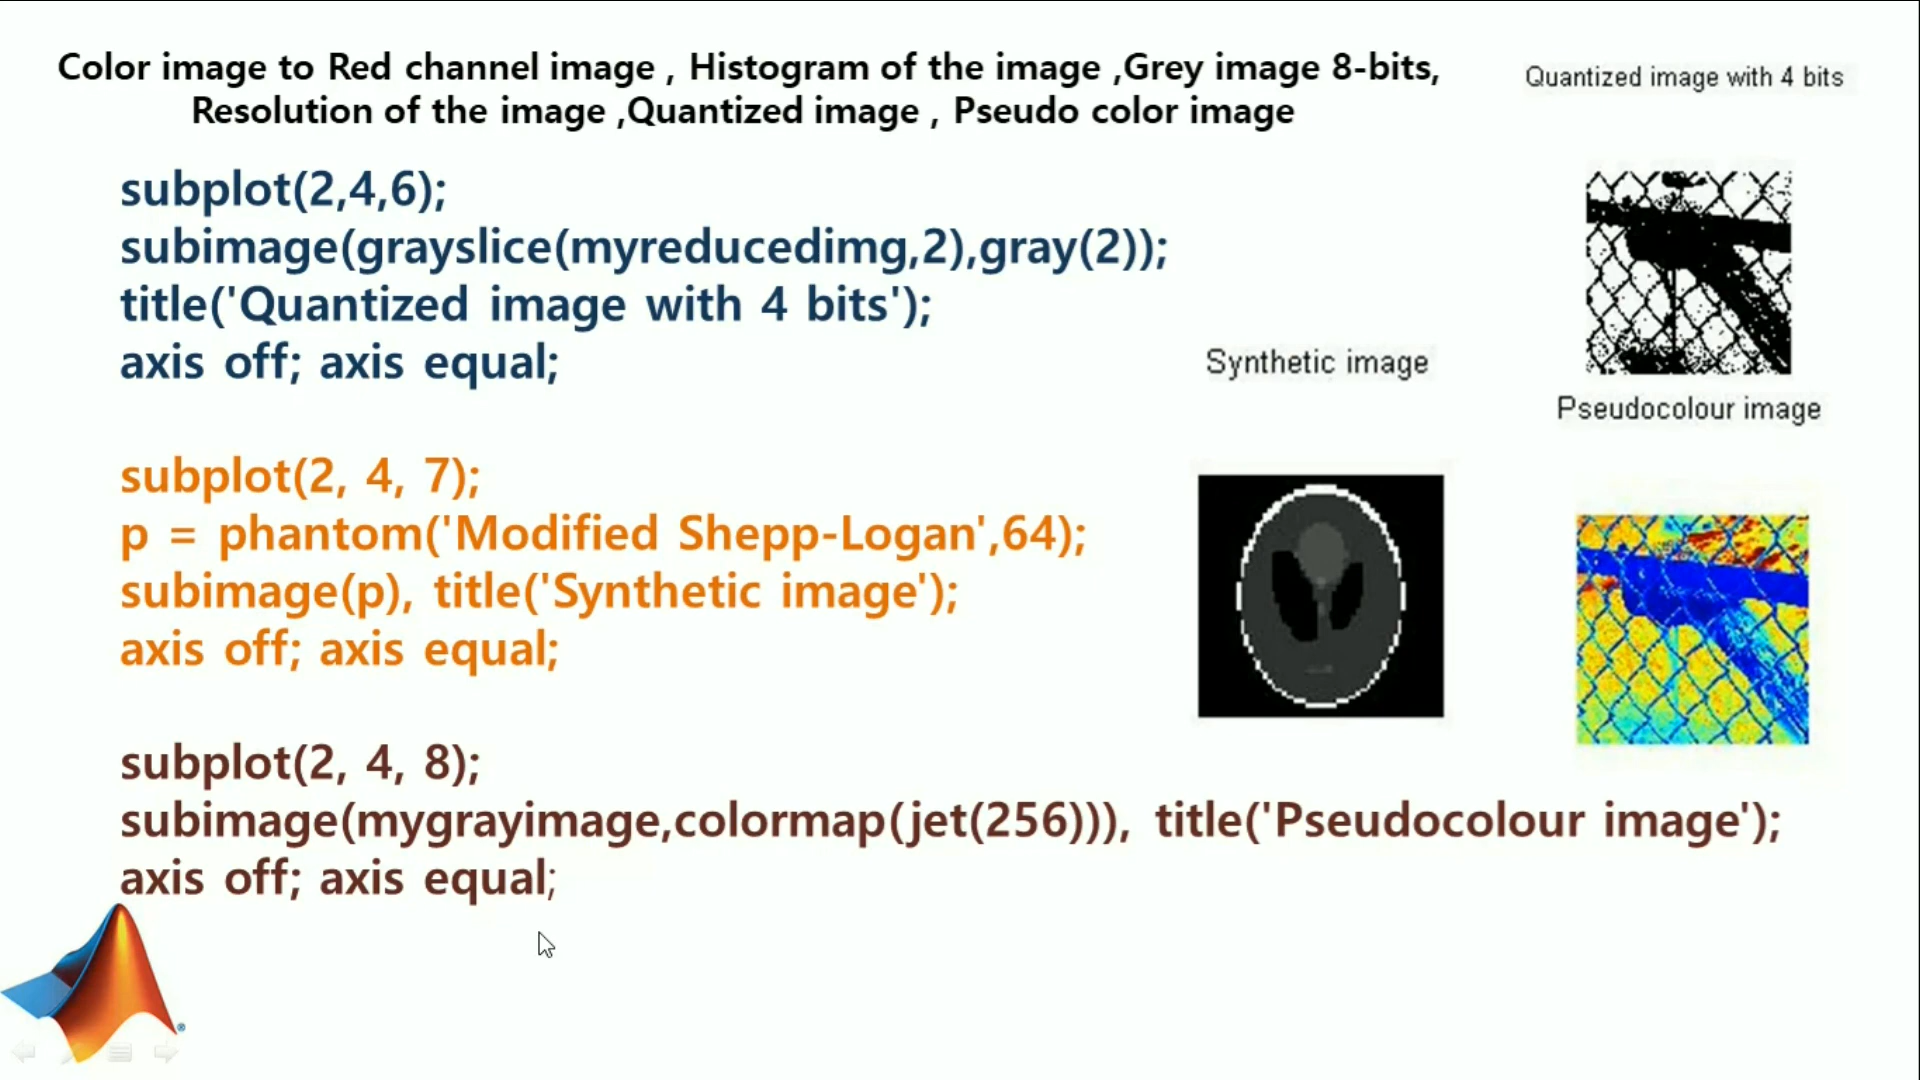 Color image to Red channel image , Histogram of the image ,Grey image 8-bits,
Resolution of the image ,Quantized image , Pseudo color image
Quantized image with 4 bits
subplot(2,4,6);
subimage(grayslice(myreducedimg,2),gray(2));
title('Quantized image with 4 bits');
axis off; axis equal;
Synthetic image
Pseudocolour image
subplot(2, 4, 7);
p = phantom('Modified Shepp-Logan',64);
subimage(p), title('Synthetic image');
axis off; axis equal;
subplot(2, 4, 8);
subimage(mygrayimage,colormap(jet(256))), title('Pseudocolour image');
axis off; axis equal;
®